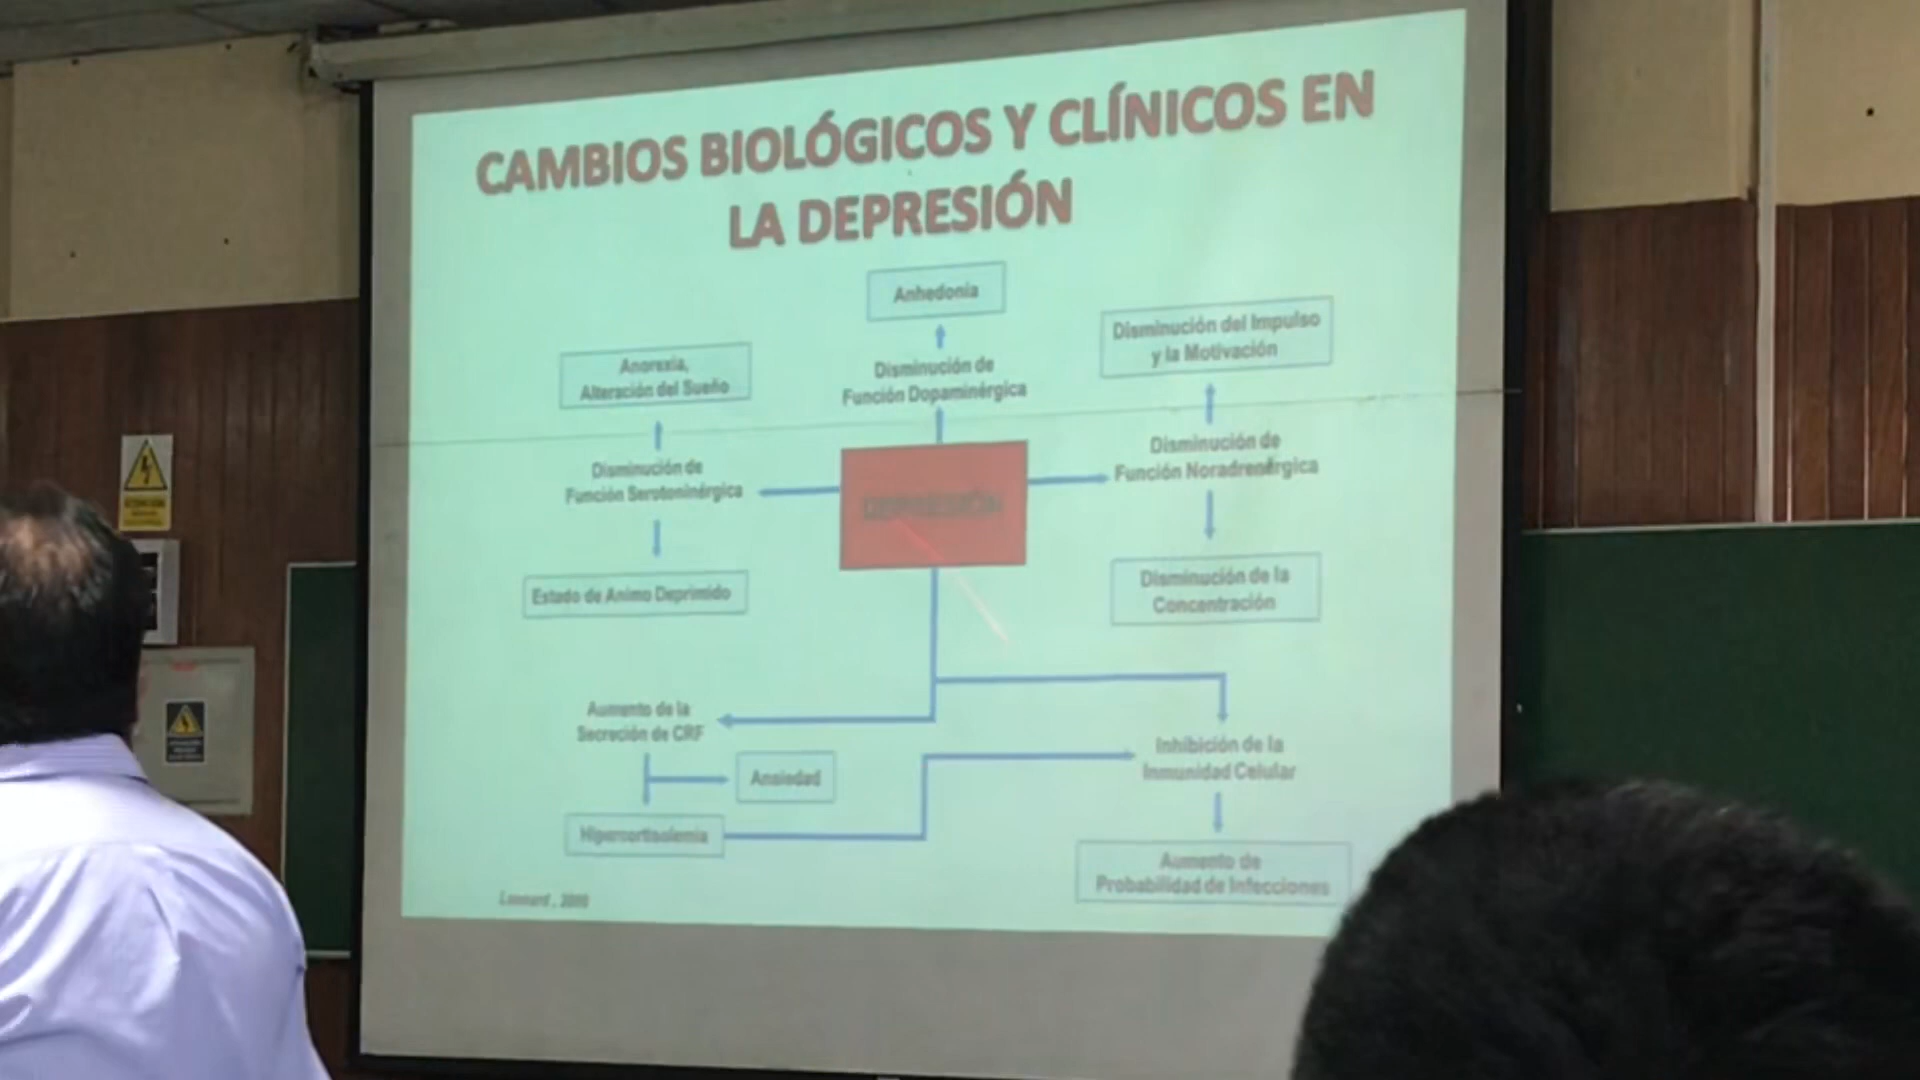 CAMBIOS BIOLÓGICOS Y CLÍNICOS EN
LA DEPRESIÓN
Anhedonia
Disminución de
Función Dopaminérgica
Disminución del Impulso
y la Motivación
Anorexia,
Alteración del Sueño
Disminución de
Función Noradrenérgica
Disminución de
Función Serotoninérgica
DEPRESIÓN
Disminución de la
Concentración
Estado de Animo Deprimido
Aumento de la
Secreción de CRF
Inhibición de la
Inmunidad Celular
Ansiedad
Hipercortisolemia
Aumento de
Probabilidad de Infecciones